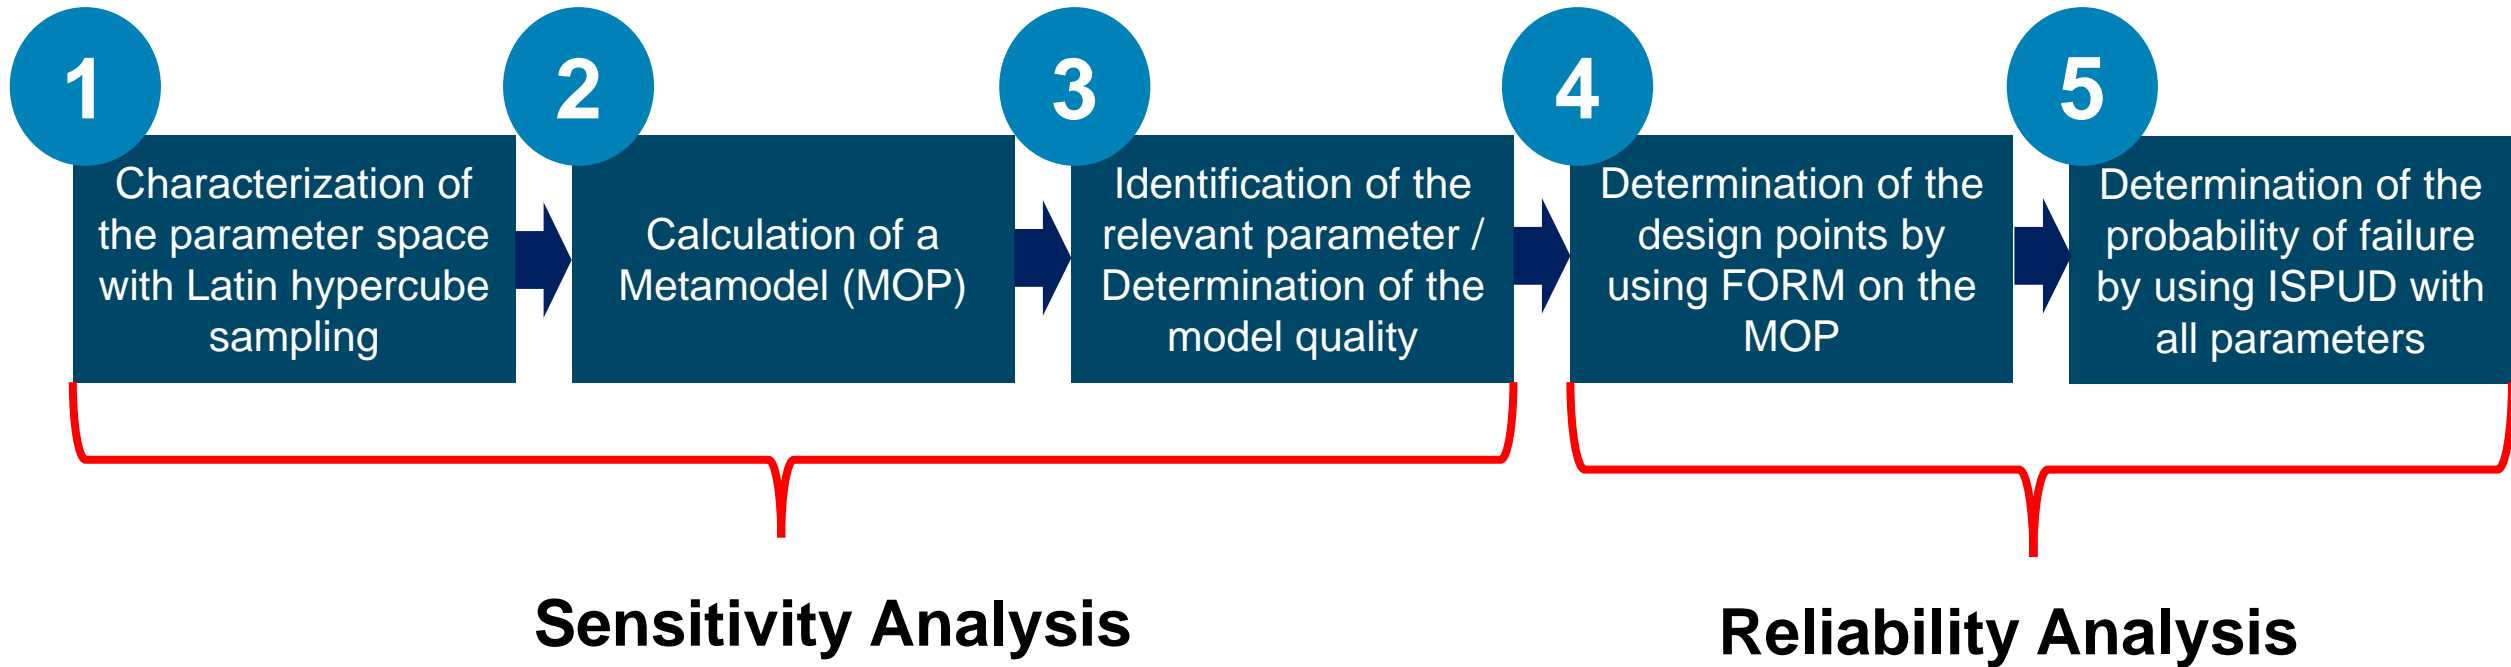 1
Characterization of
the parameter space
with Latin hypercube
sampling
2
Calculation of a
Metamodel (MOP)
3
Identification of the
relevant parameter /
Determination of the
model quality
4
Determination of the
design points by
using FORM on the
MOP
5
Determination of the
probability of failure
by using ISPUD with
all parameters
Sensitivity Analysis
Reliability Analysis